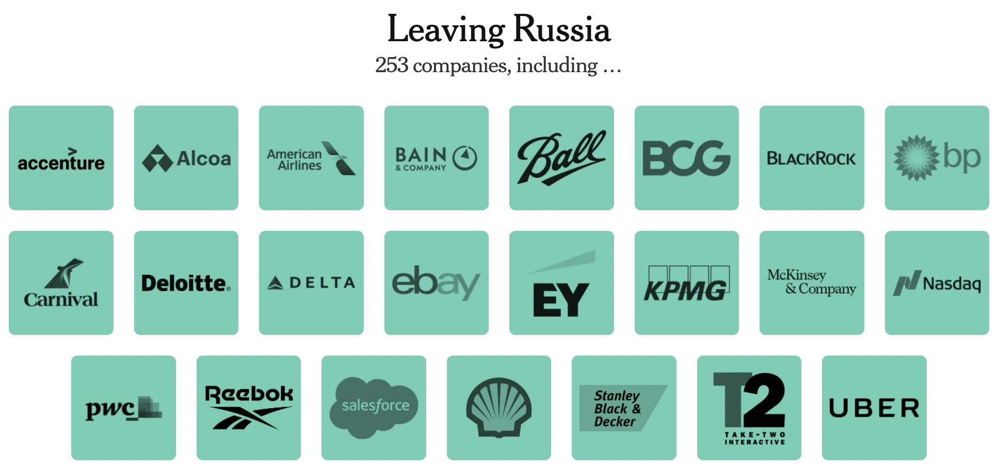 Leaving Russia
253 companies, including …
>
accenture
Alcoa
American
Airlines
BAIN
& COMPANY
Ball
BCG
BLACKROCK
bp
Carnival
Deloitte.
DELTA
ebay
EY
KPMG
McKinsey
& Company
Nasdaq
pwc
Reebok
salesforce
Stanley
Black &
Decker
T2
TAKE-TWO
INTERACTIVE
UBER